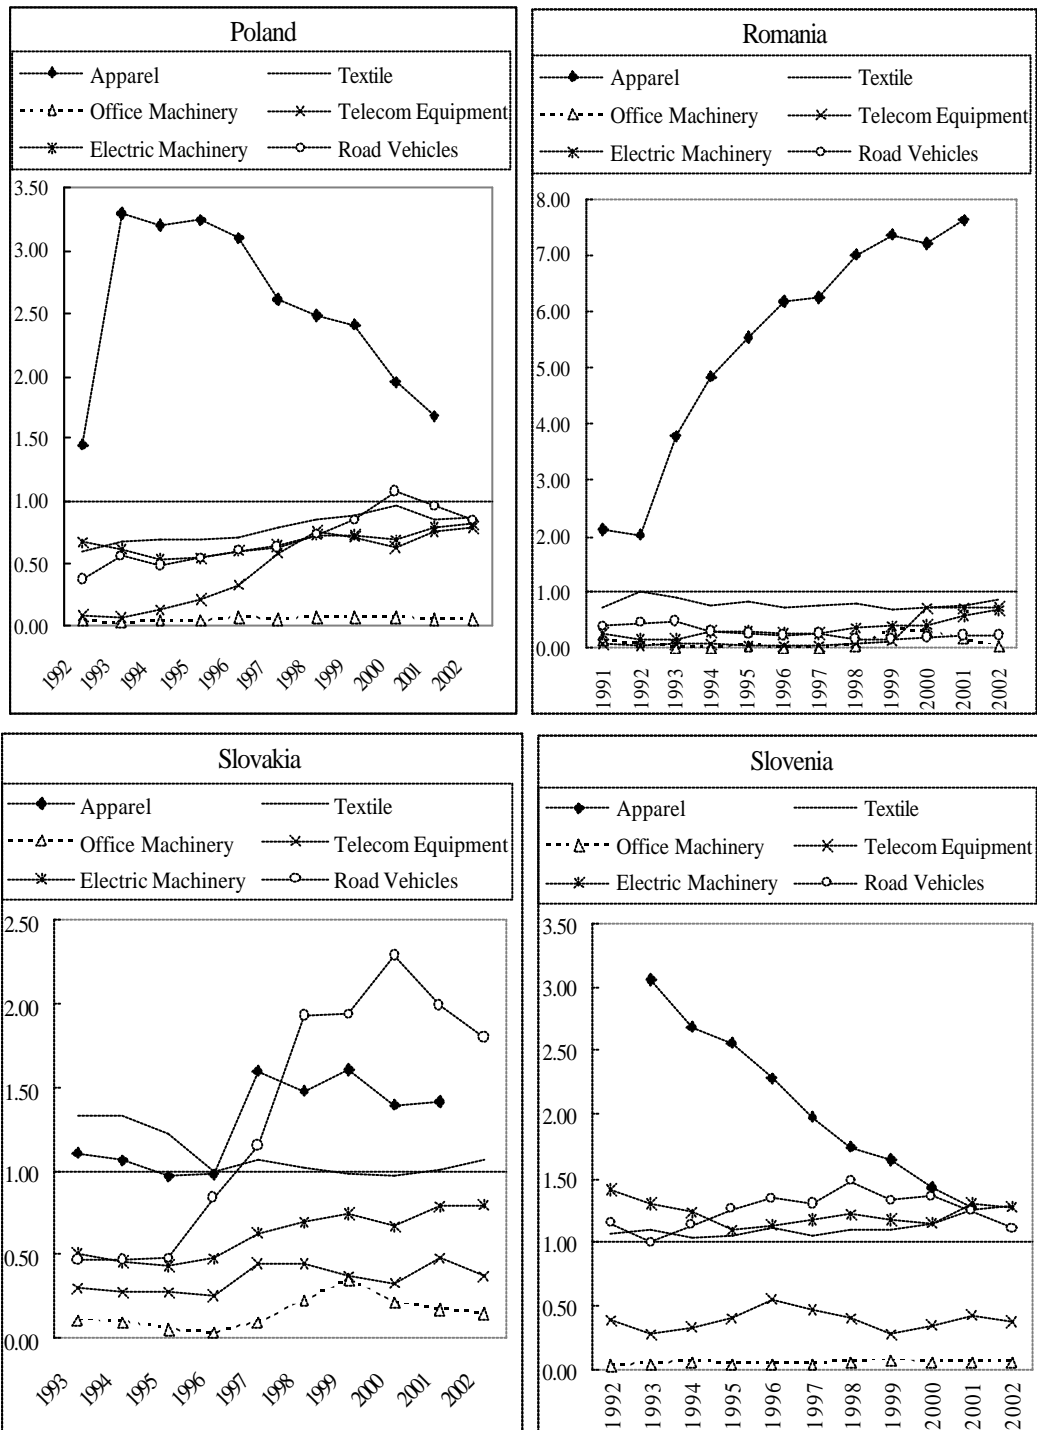 Poland
Apparel Textile
Office Machinery Telecom Equipment
Electric Machinery Road Vehicles
3.50
3.00
2.50
2.00
1.50
1.00
0.50
0.00
1992 1993 1994 1995 1996 1997 1998 1999 2000 2001 2002
Romania
Apparel Textile
Office Machinery Telecom Equipment
Electric Machinery Road Vehicles
8.00
7.00
6.00
5.00
4.00
3.00
2.00
1.00
0.00
1991 1992 1993 1994 1995 1996 1997 1998 1999 2000 2001 2002
Slovakia
Apparel Textile
Office Machinery Telecom Equipment
Electric Machinery Road Vehicles
2.50
2.00
1.50
1.00
0.50
0.00
1993 1994 1995 1996 1997 1998 1999 2000 2001 2002
Slovenia
Apparel Textile
Office Machinery Telecom Equipment
Electric Machinery Road Vehicles
3.50
3.00
2.50
2.00
1.50
1.00
0.50
0.00
1992 1993 1994 1995 1996 1997 1998 1999 2000 2001 2002